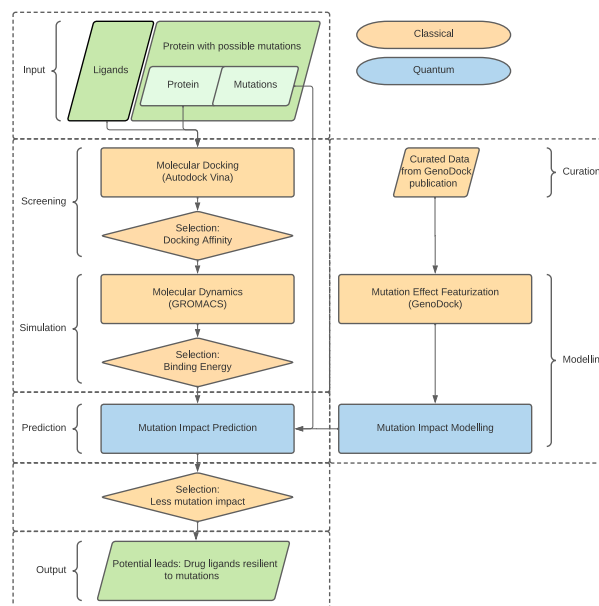 Input
Ligands
Protein with possible mutations
Protein
Mutations
Classical
Quantum
Screening
Molecular Docking
(Autodock Vina)
Selection:
Docking Affinity
Curated Data
from GenoDock
publication
Curation
Simulation
Molecular Dynamics
(GROMACS)
Selection:
Binding Energy
Mutation Effect Featurization
(GenoDock)
Modelling
Prediction
Mutation Impact Prediction
Mutation Impact Modelling
Selection:
Less mutation impact
Output
Potential leads: Drug ligands resilient
to mutations